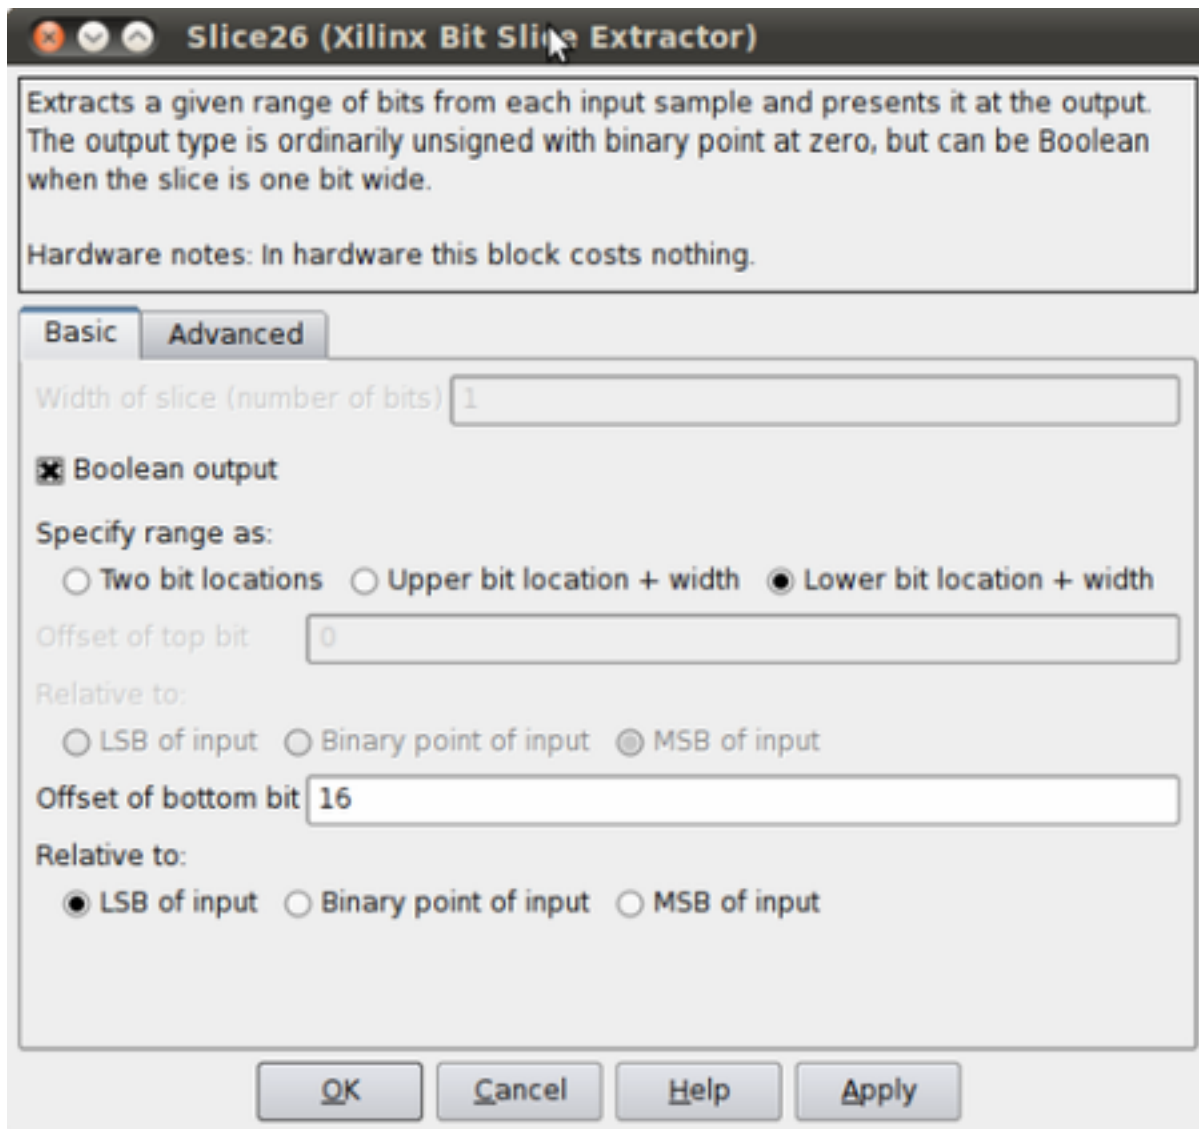 Slice26 (Xilinx Bit Slice Extractor)
Extracts a given range of bits from each input sample and presents it at the output.
The output type is ordinarily unsigned with binary point at zero, but can be Boolean
when the slice is one bit wide.
Hardware notes: In hardware this block costs nothing.
Basic Advanced
Width of slice (number of bits) 1
Boolean output
Specify range as:
Two bit locations Upper bit location + width Lower bit location + width
Offset of top bit 0
Relative to:
LSB of input Binary point of input MSB of input
Offset of bottom bit 16
Relative to:
LSB of input Binary point of input MSB of input
OK Cancel Help Apply